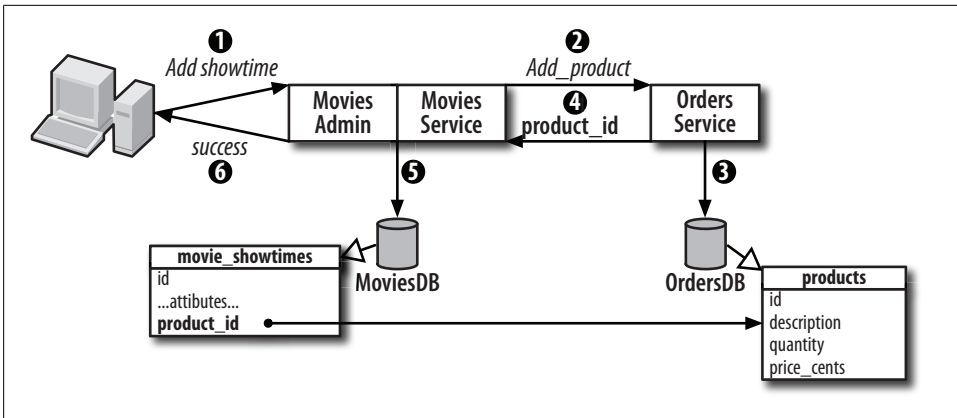 1
Add showtime
2
Add_product
Movies
Admin
Movies
Service
4
product_id
Orders
Service
success
6
5
3
movie_showtimes
id
...attibutes...
product_id
MoviesDB
OrdersDB
products
id
description
quantity
price_cents